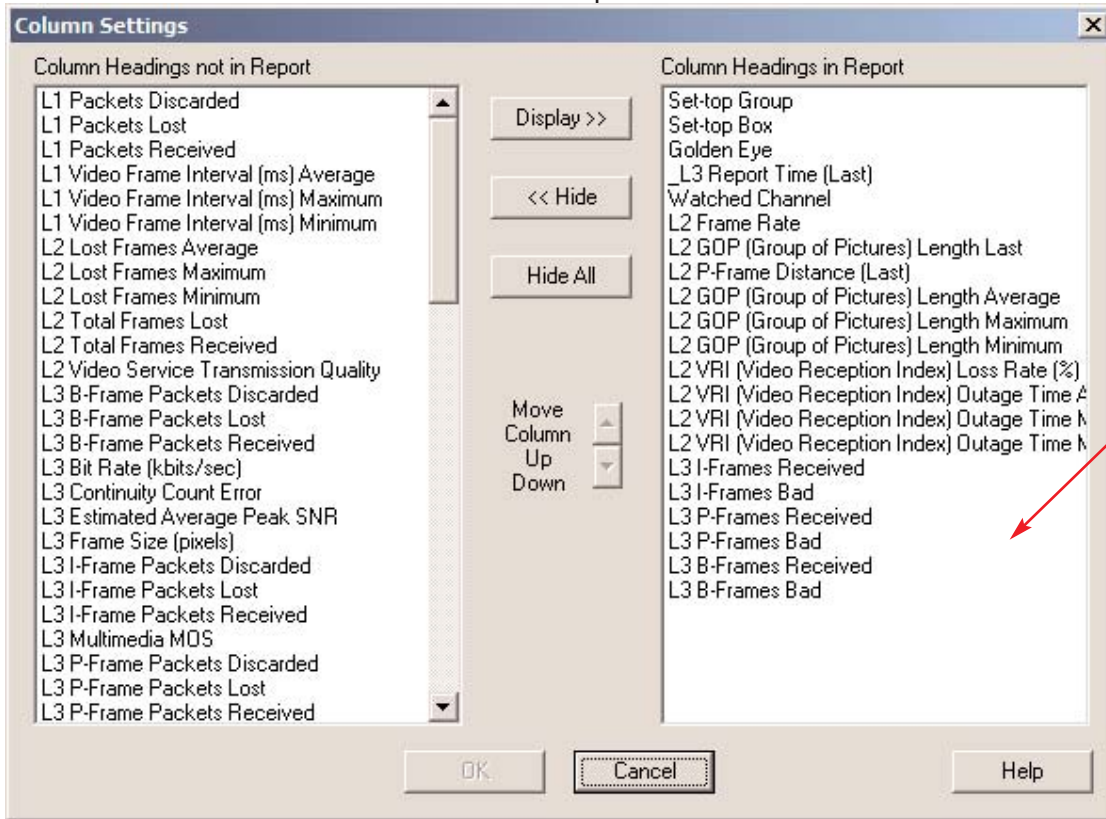 Column Settings
Column Headings not in Report
L1 Packets Discarded
L1 Packets Lost
L1 Packets Received
L1 Video Frame Interval (ms) Average
L1 Video Frame Interval (ms) Maximum
L1 Video Frame Interval (ms) Minimum
L2 Lost Frames Average
L2 Lost Frames Maximum
L2 Lost Frames Minimum
L2 Total Frames Lost
L2 Total Frames Received
L2 Video Service Transmission Quality
L3 B-Frame Packets Discarded
L3 B-Frame Packets Lost
L3 B-Frame Packets Received
L3 Bit Rate (kbits/sec)
L3 Continuity Count Error
L3 Estimated Average Peak SNR
L3 Frame Size (pixels)
L3 I-Frame Packets Discarded
L3 I-Frame Packets Lost
L3 I-Frame Packets Received
L3 Multimedia MOS
L3 P-Frame Packets Discarded
L3 P-Frame Packets Lost
L3 P-Frame Packets Received
Display >>
<< Hide
Hide All
Move
Column
Up
Down
Column Headings in Report
Set-top Group
Set-top Box
Golden Eye
_L3 Report Time (Last)
Watched Channel
L2 Frame Rate
L2 GOP (Group of Pictures) Length Last
L2 P-Frame Distance (Last)
L2 GOP (Group of Pictures) Length Average
L2 GOP (Group of Pictures) Length Maximum
L2 GOP (Group of Pictures) Length Minimum
L2 VRI (Video Reception Index) Loss Rate (%)
L2 VRI (Video Reception Index) Outage Time
L2 VRI (Video Reception Index) Outage Time
L2 VRI (Video Reception Index) Outage Time
L3 I-Frames Received
L3 I-Frames Bad
L3 P-Frames Received
L3 P-Frames Bad
L3 B-Frames Received
L3 B-Frames Bad
OK
Cancel
Help